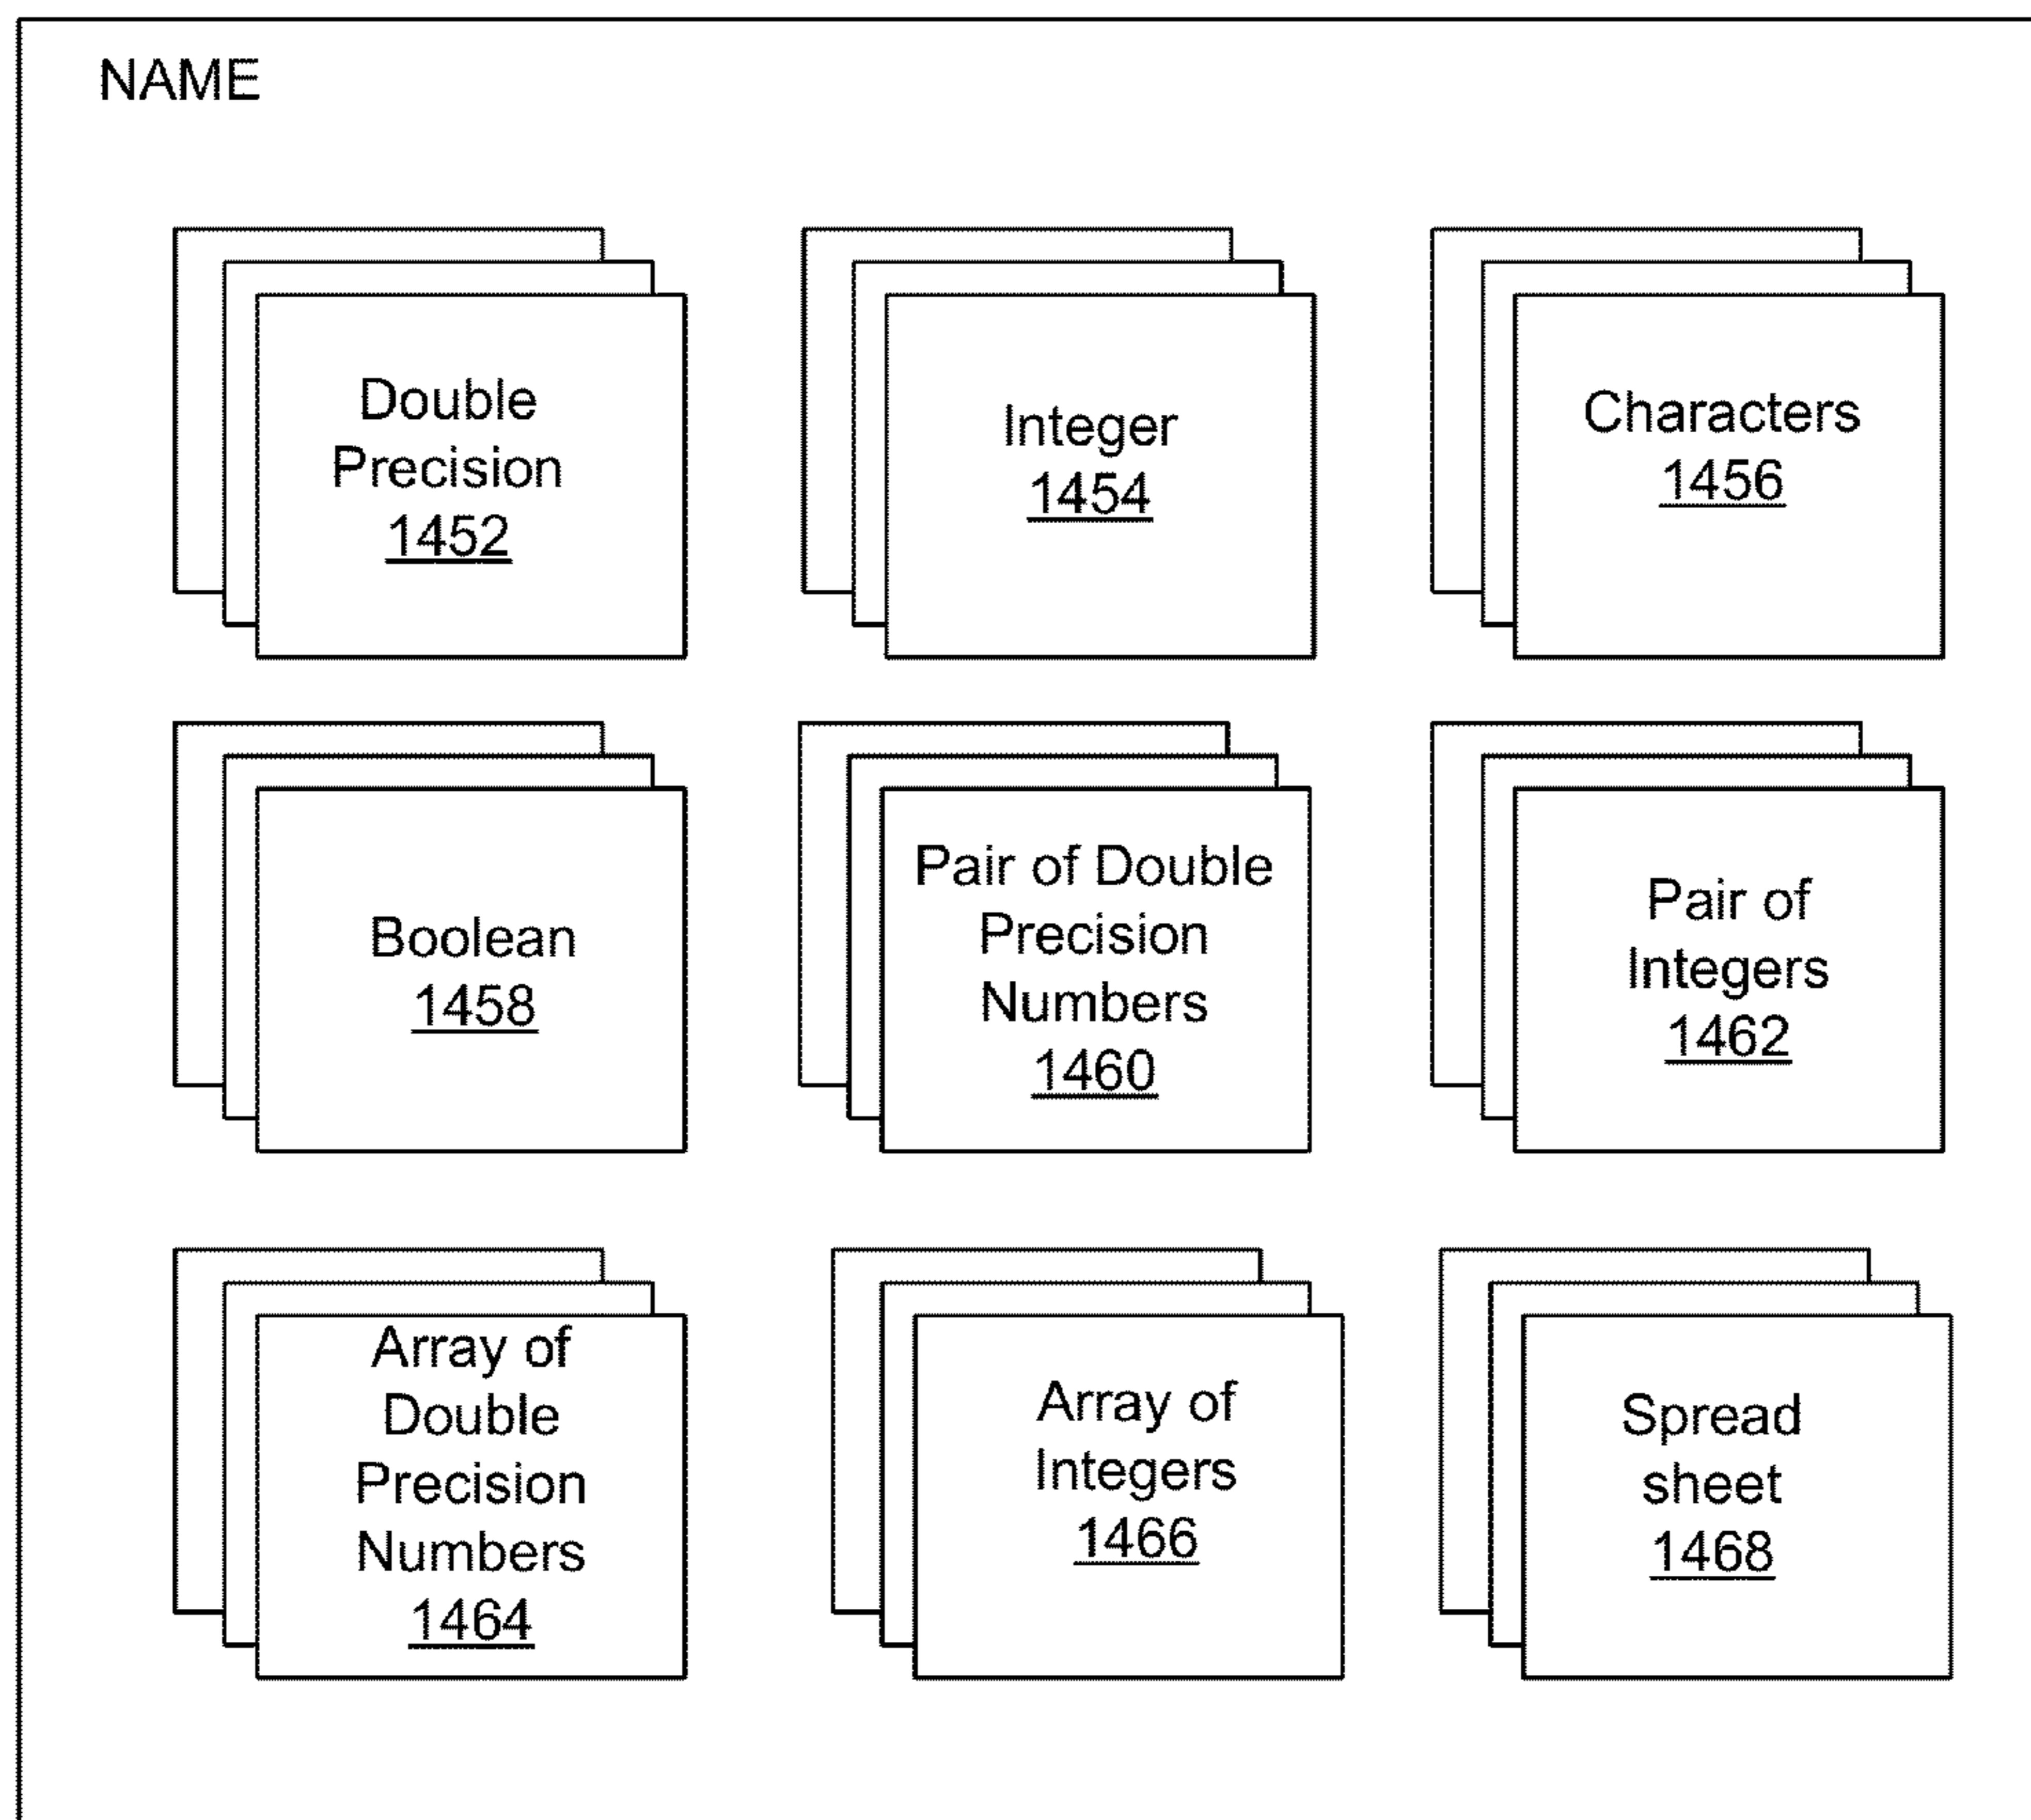 NAME
Double
Precision
1452
Integer
1454
Characters
1456
Boolean
1458
Pair of Double
Precision
Numbers
1460
Pair of
Integers
1462
Array of
Double
Precision
Numbers
1464
Array of
Integers
1466
Spread
sheet
1468